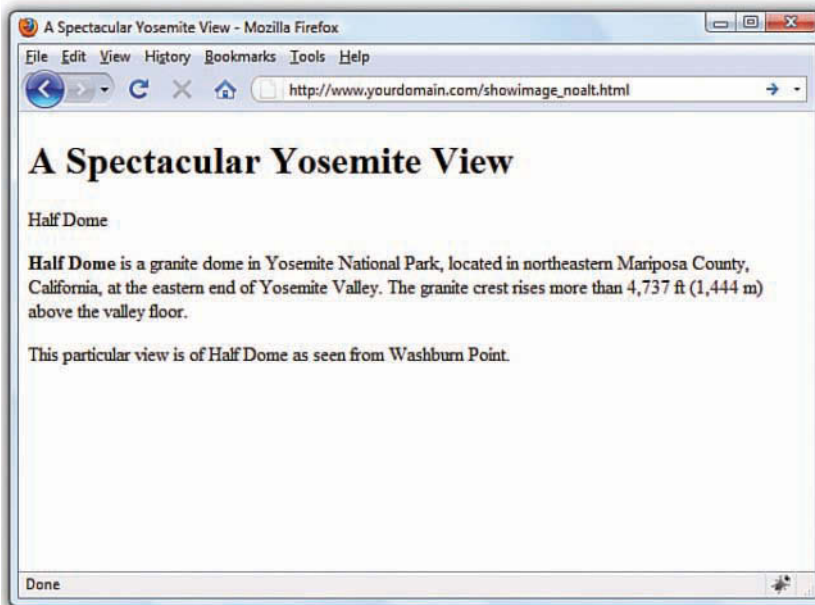 A Spectacular Yosemite View - Mozilla Firefox
File Edit View History Bookmarks Tools Help
http://www.yourdomain.com/showimage_noalt.html
A Spectacular Yosemite View
Half Dome
Half Dome is a granite dome in Yosemite National Park, located in northeastern Mariposa County,
California, at the eastern end of Yosemite Valley. The granite crest rises more than 4,737 ft (1,444 m)
above the valley floor.
This particular view is of Half Dome as seen from Washburn Point.
Done